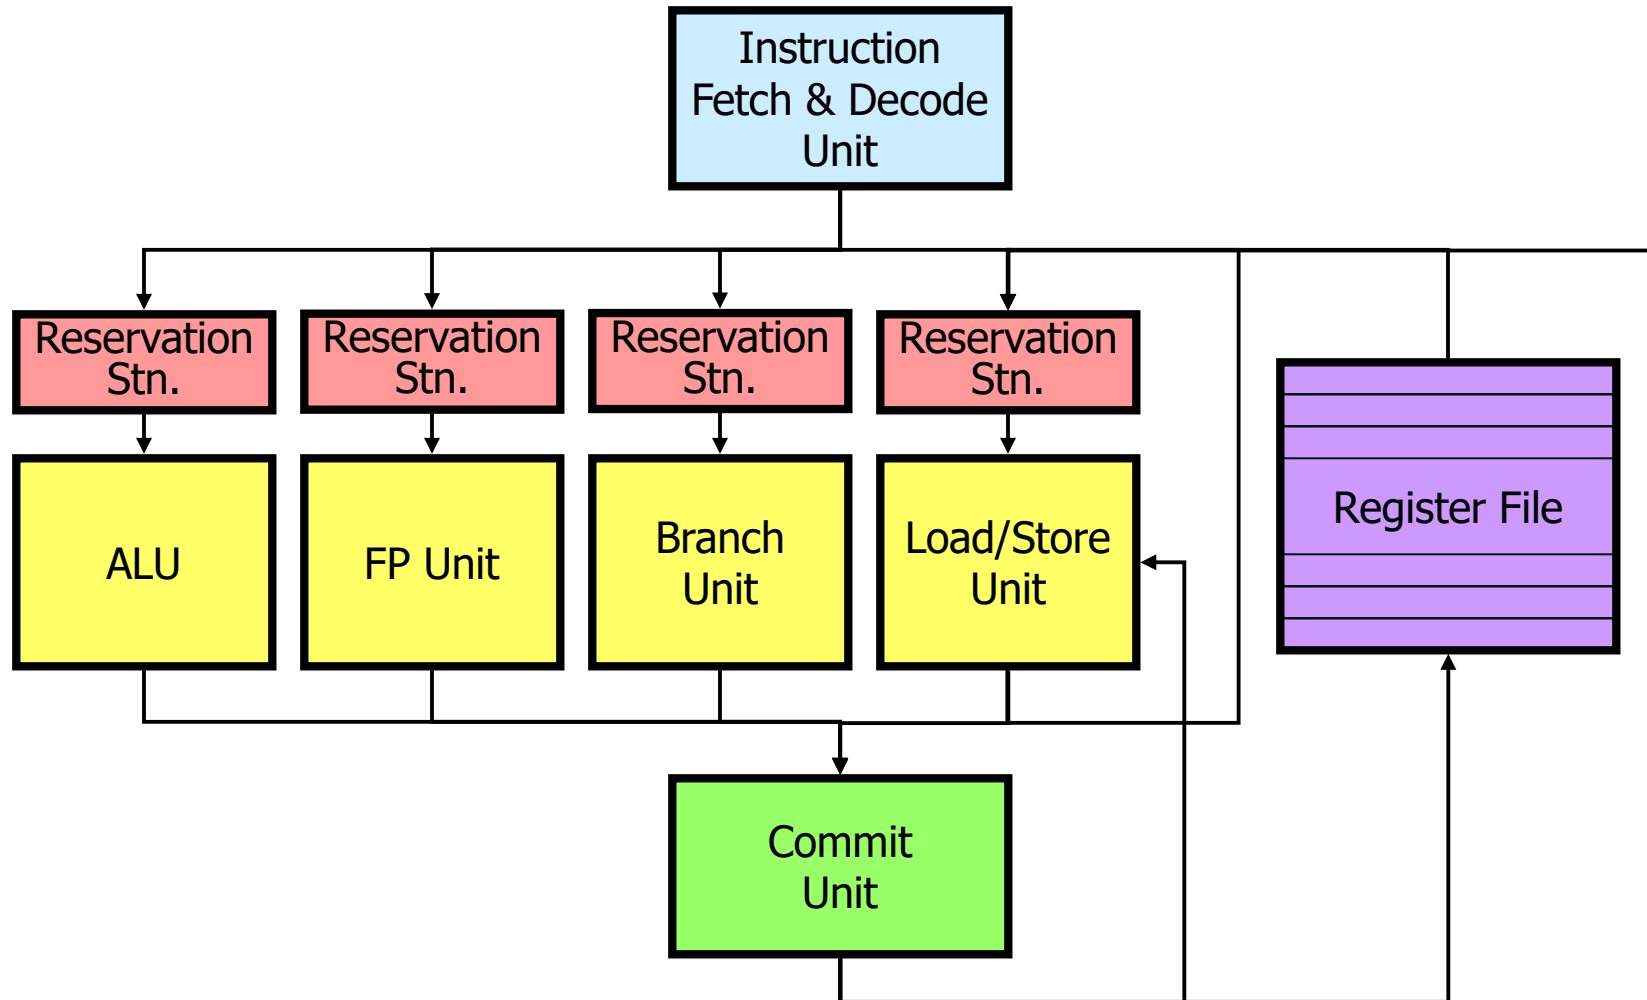 Instruction
Fetch & Decode
Unit
Reservation
Stn.
Reservation
Stn.
Reservation
Stn.
Reservation
Stn.
ALU
FP Unit
Branch
Unit
Load/Store
Unit
Register File
Commit
Unit